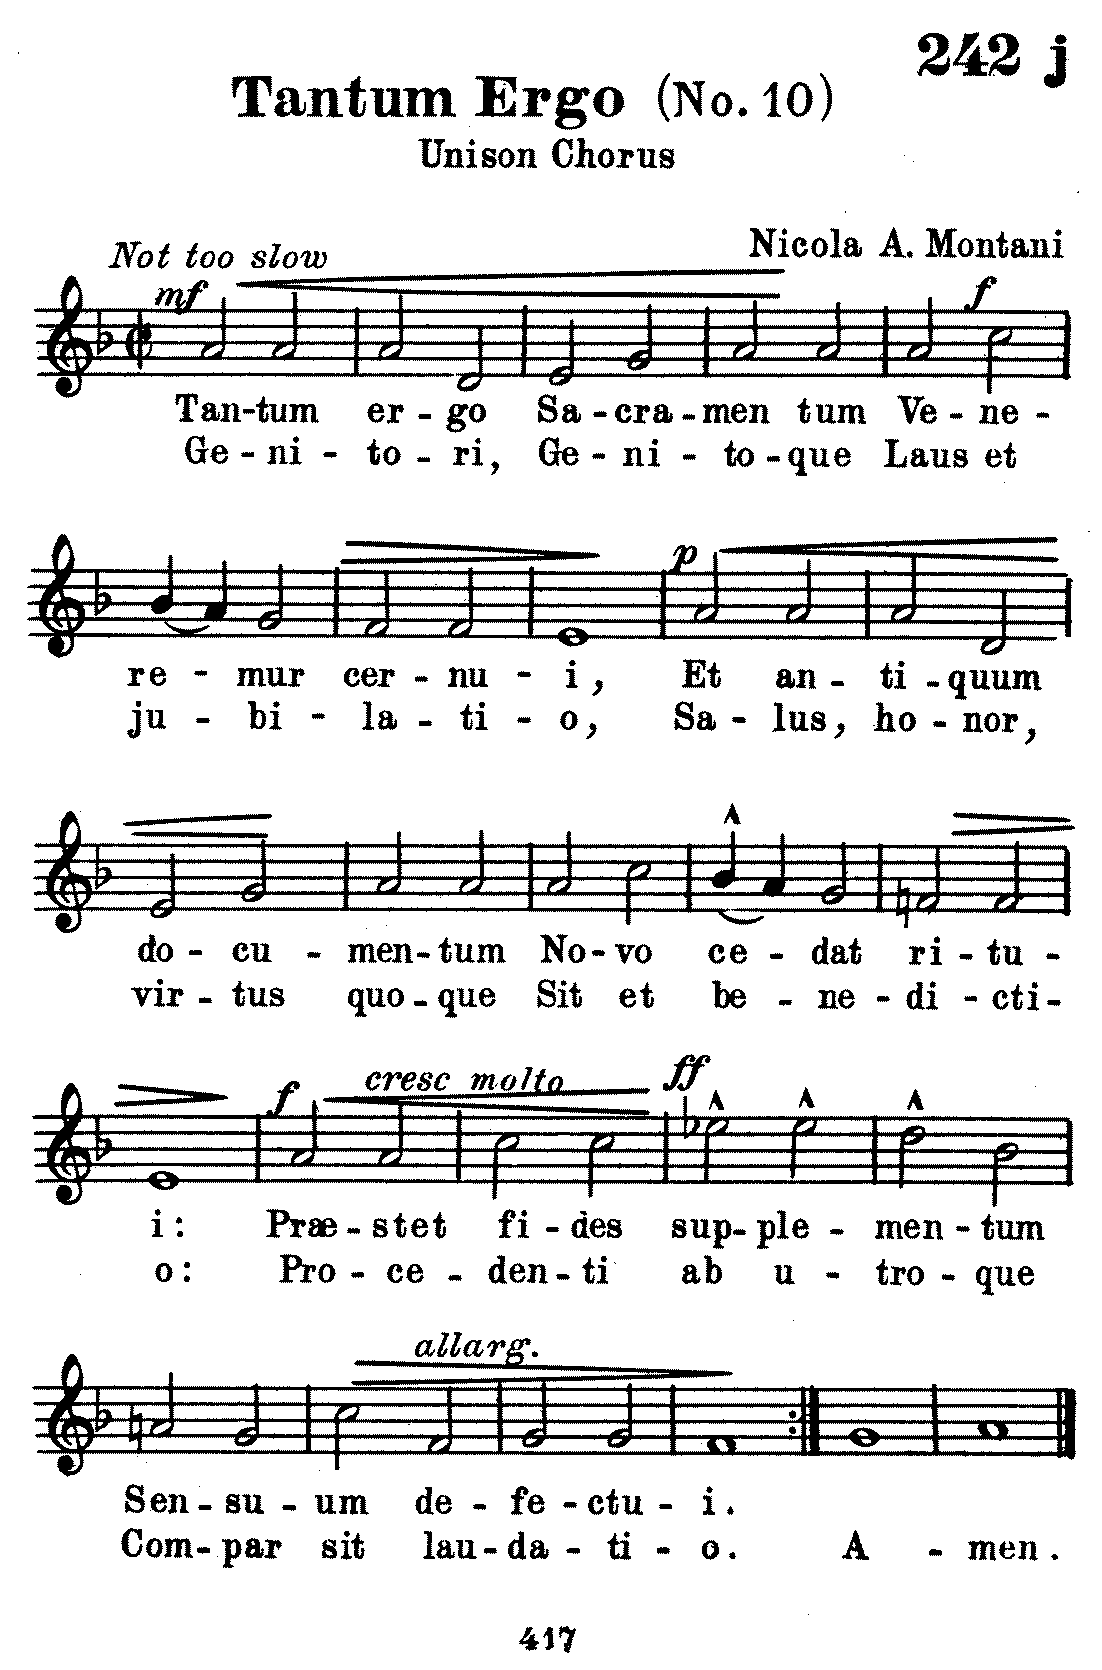 242 j
Tantum Ergo (No. 10)
Unison Chorus
Nicola A. Montani
Not too slow
mf f
Tan-tum er - go Sa - cra - men tum Ve - ne -
Ge - ni - to - ri, Ge - ni - to - que Laus et
p
re - mur cer - nu - i, Et an - ti - quum
ju - bi - la - ti - o, Sa - lus, ho - nor,
do - cu - men - tum No - vo ce - dat ri - tu -
vir - tus quo - que Sit et be - ne - di - cti -
f cresc molto ff
i: Præ - stet fi - des sup - ple - men - tum
o: Pro - ce - den - ti ab u - tro - que
allarg.
Sen - su - um de - fe - ctu - i.
Com - par sit lau - da - ti - o. A - men.
417